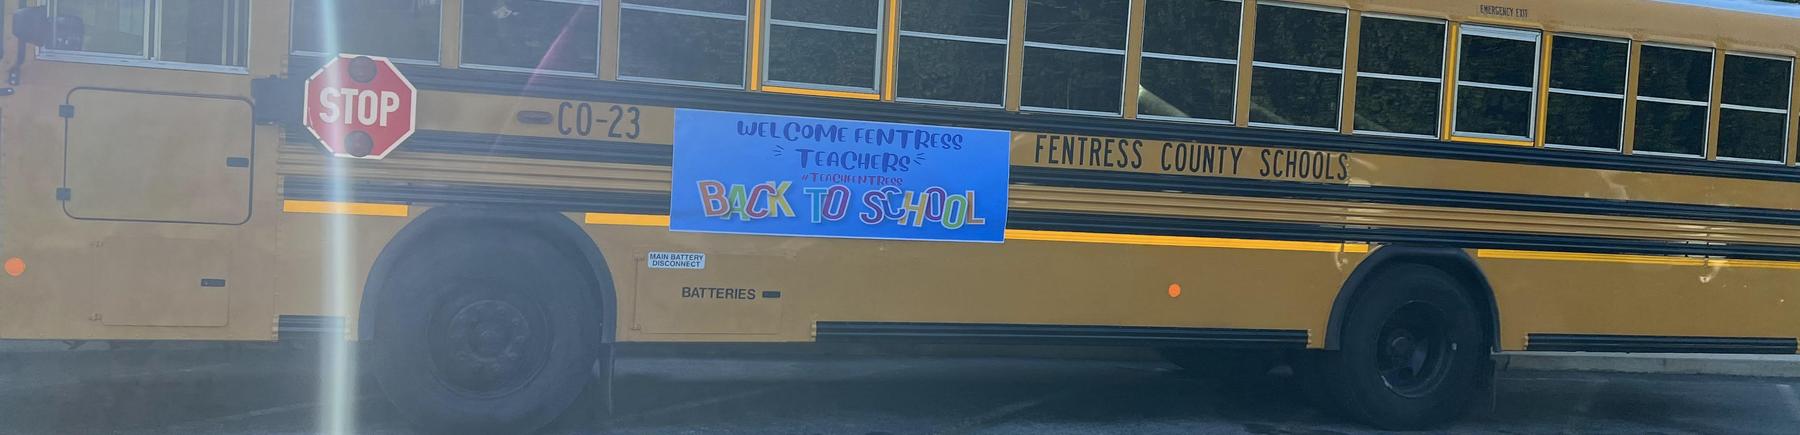 EMERGENCY EXIT
STOP
CO-23
WELCOME FENTRESS
TEACHERS
#TEACHFENTRESS
BACK TO SCHOOL
FENTRESS COUNTY SCHOOLS
MAIN BATTERY
DISCONNECT
BATTERIES